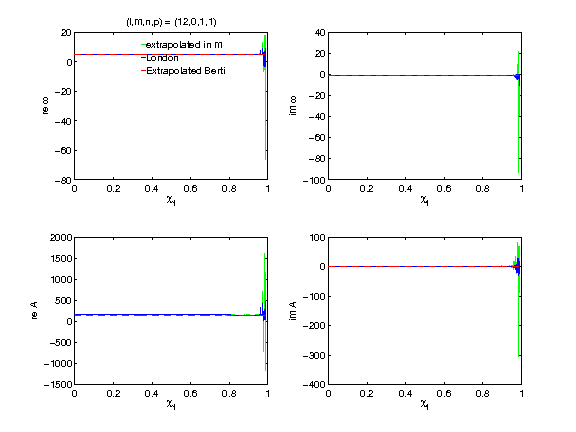 (l,m,n,p) = (12,0,1,1)
20
0
−20
−40
−60
−80
re ω
0 0.2 0.4 0.6 0.8 1
χf
extrapolated in M
London
Extrapolated Berti
40
20
0
−20
−40
−60
−80
−100
im ω
0 0.2 0.4 0.6 0.8 1
χf
2000
1500
1000
500
0
−500
−1000
−1500
re A
0 0.2 0.4 0.6 0.8 1
χf
100
0
−100
−200
−300
−400
im A
0 0.2 0.4 0.6 0.8 1
χf